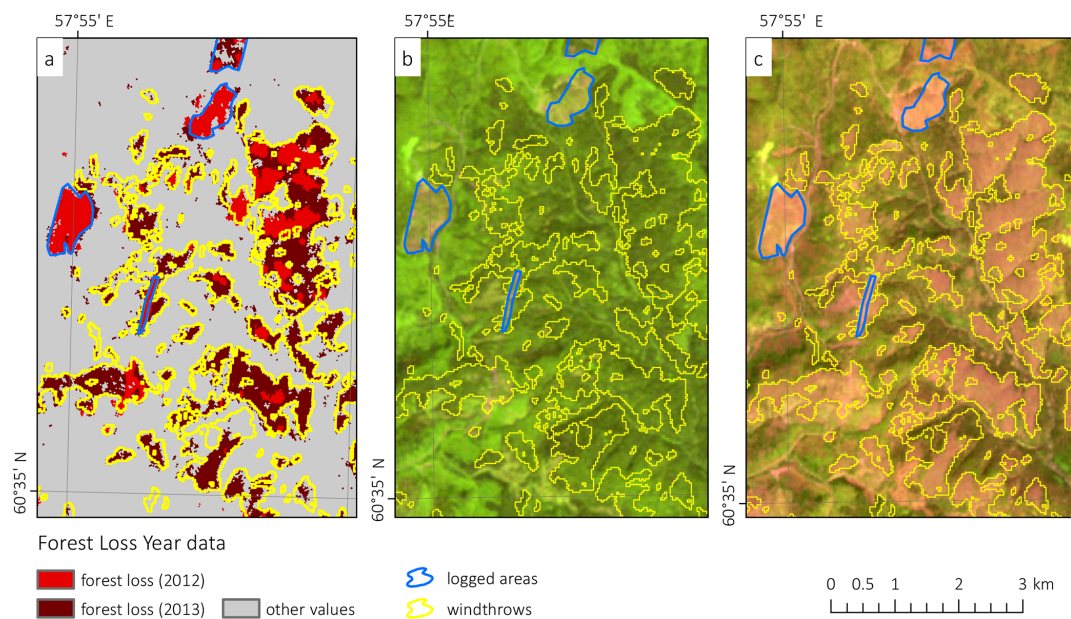 57°55' E
57°55E
57°55' E
a
b
c
60°35' N
60°35' N
60°35' N
Forest Loss Year data
forest loss (2012)
forest loss (2013)
other values
logged areas
windthrows
0 0.5 1 2 3 km